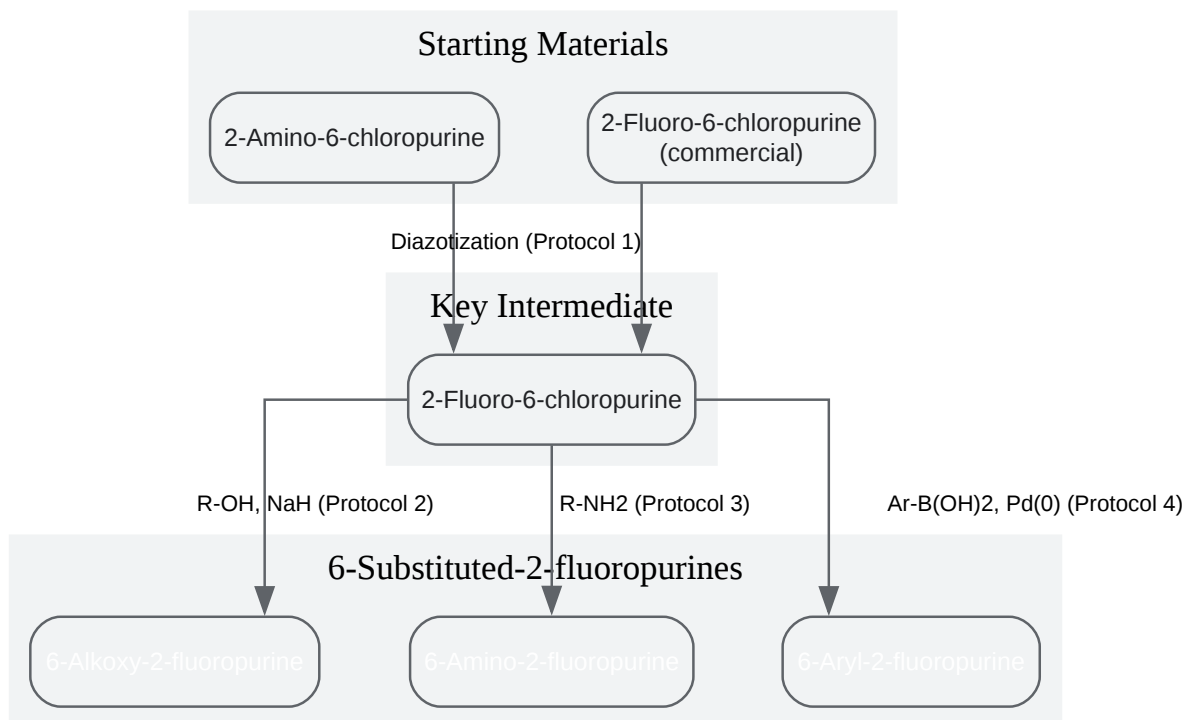 Starting Materials
2-Amino-6-chloropurine
2-Fluoro-6-chloropurine
(commercial)
Diazotization (Protocol 1)
Key Intermediate
2-Fluoro-6-chloropurine
R-OH, NaH (Protocol 2)
R-NH2 (Protocol 3)
Ar-B(OH)2, Pd(0) (Protocol 4)
6-Substituted-2-fluoropurines
6-Alkoxy-2-fluoropurine
6-Amino-2-fluoropurine
6-Aryl-2-fluoropurine